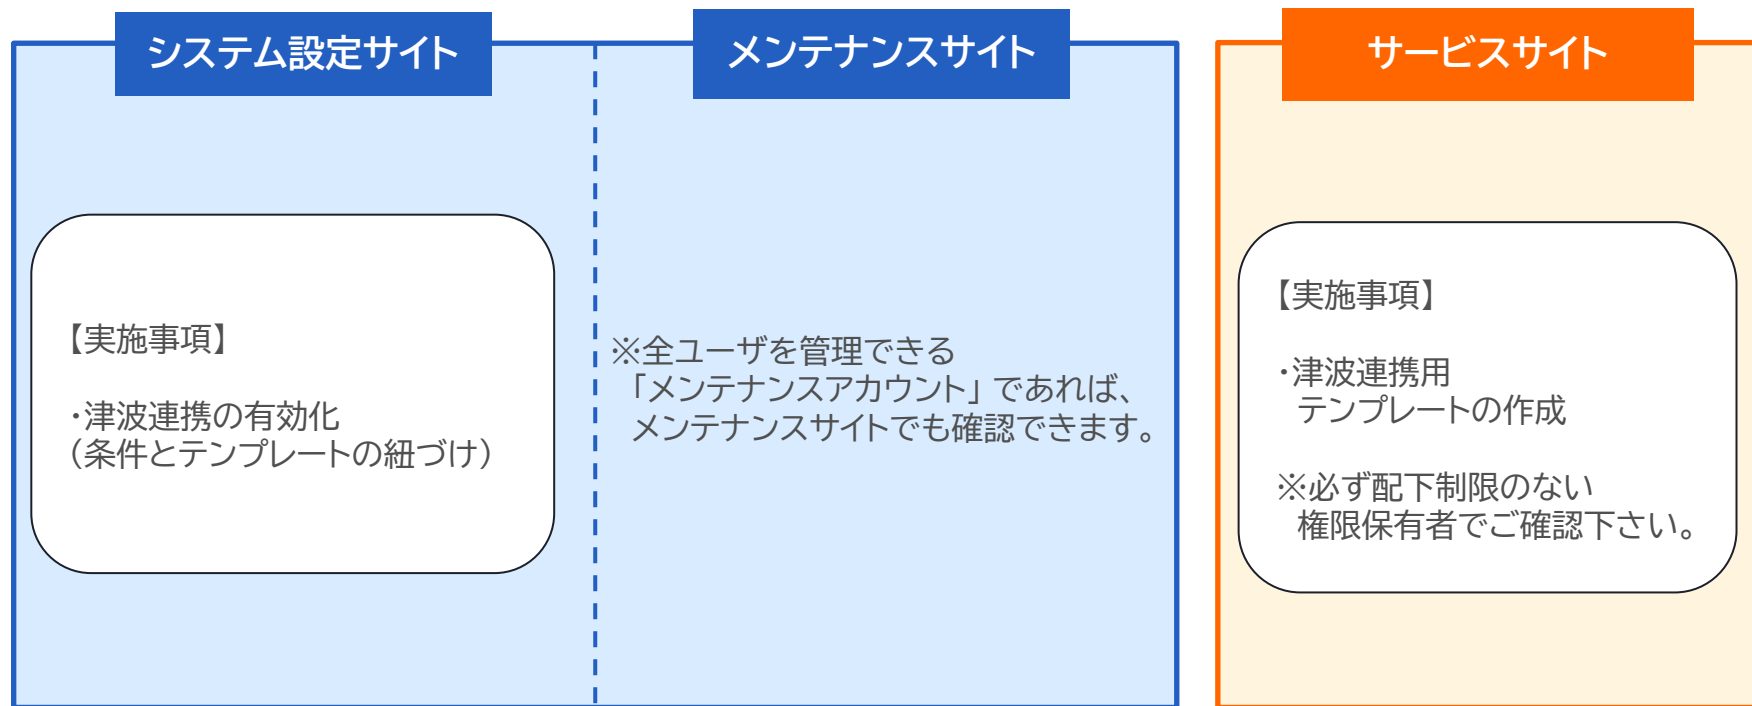 システム設定サイト
【実施事項】
・津波連携の有効化
（条件とテンプレートの紐づけ）
メンテナンスサイト
※全ユーザを管理できる
「メンテナンスアカウント」であれば、
メンテナンスサイトでも確認できます。
サービスサイト
【実施事項】
・津波連携用
テンプレートの作成
※必ず配下制限のない
権限保有者でご確認下さい。